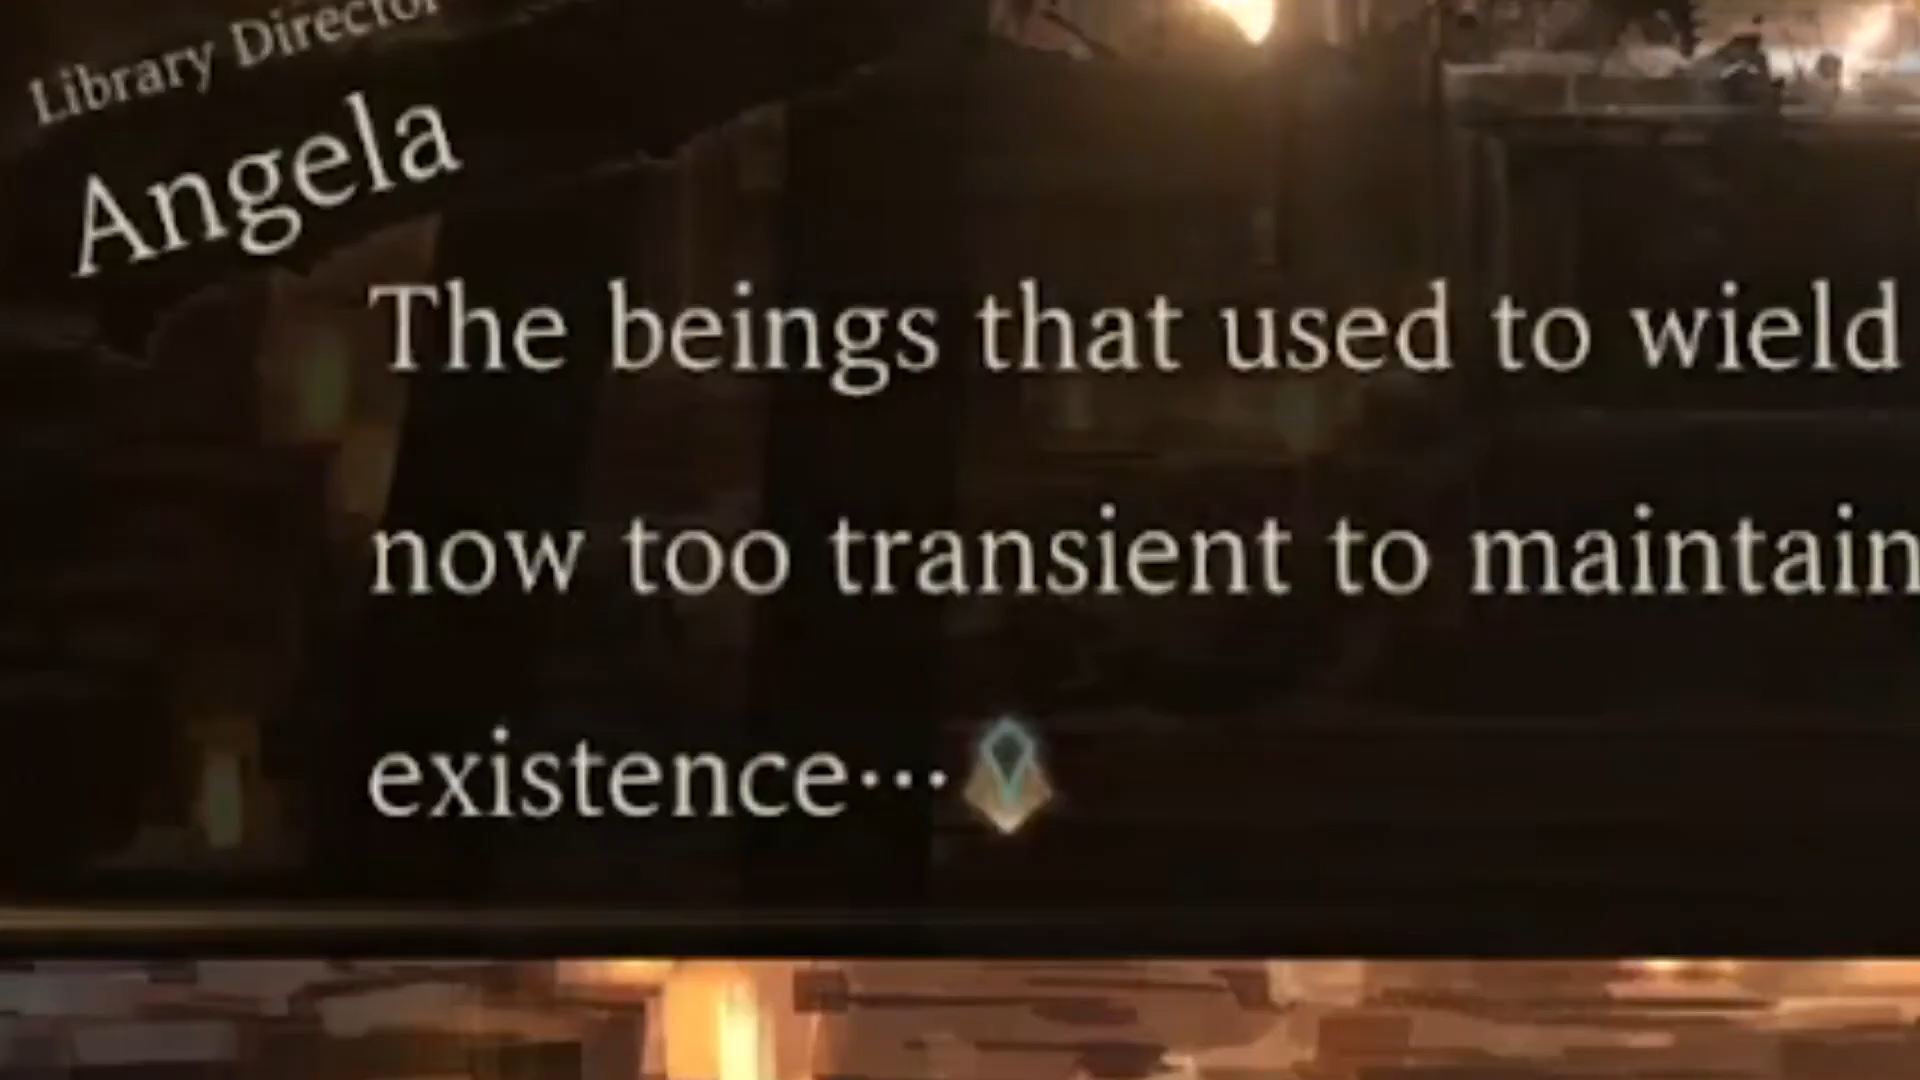 Library Director
Angela
The beings that used to wield
now too transient to maintain
existence···